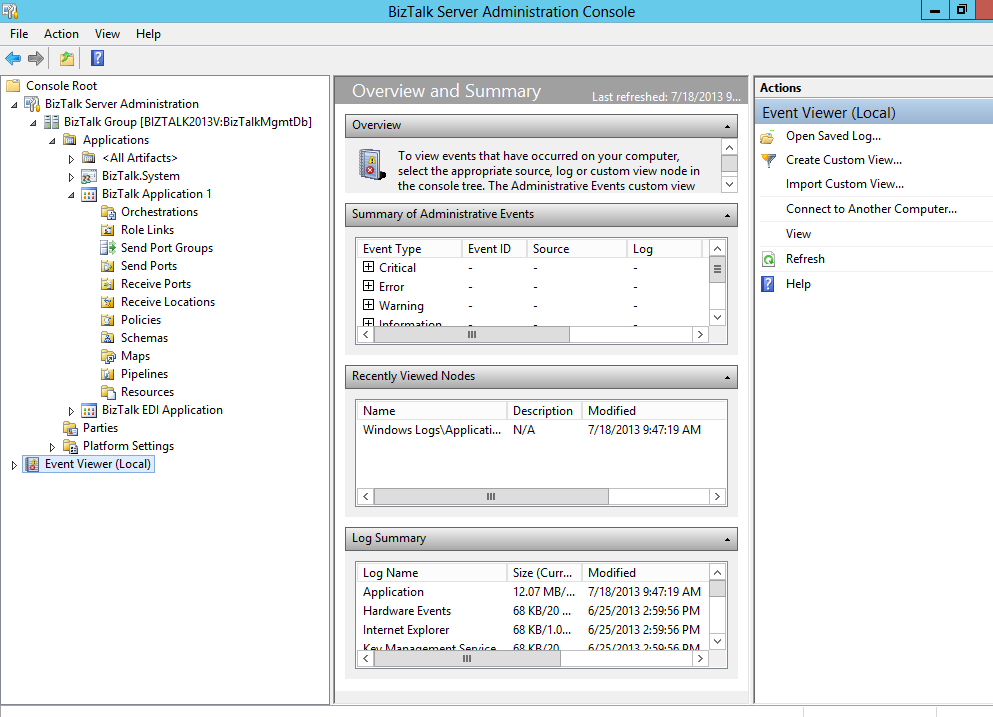 BizTalk Server Administration Console
File Action View Help
Console Root
BizTalk Server Administration
BizTalk Group [BIZTALK2013V:BizTalkMgmtDb]
Applications
<All Artifacts>
BizTalk.System
BizTalk Application 1
Orchestrations
Role Links
Send Port Groups
Send Ports
Receive Ports
Receive Locations
Policies
Schemas
Maps
Pipelines
Resources
BizTalk EDI Application
Parties
Platform Settings
Event Viewer (Local)
Overview and Summary Last refreshed: 7/18/2013 9...
Overview
To view events that have occurred on your computer,
select the appropriate source, log or custom view node in
the console tree. The Administrative Events custom view
Summary of Administrative Events
Event Type Event ID Source Log
Critical - - -
Error - - -
Warning - - -
Information - - -
Recently Viewed Nodes
Name Description Modified
Windows Logs\Applicati... N/A 7/18/2013 9:47:19 AM
Log Summary
Log Name Size (Curr... Modified
Application 12.07 MB/... 7/18/2013 9:47:19 AM
Hardware Events 68 KB/20 ... 6/25/2013 2:59:56 PM
Internet Explorer 68 KB/1.0... 6/25/2013 2:59:56 PM
Key Management Service 68 KB/20 ... 6/25/2013 2:59:56 PM
Actions
Event Viewer (Local)
Open Saved Log...
Create Custom View...
Import Custom View...
Connect to Another Computer...
View
Refresh
Help